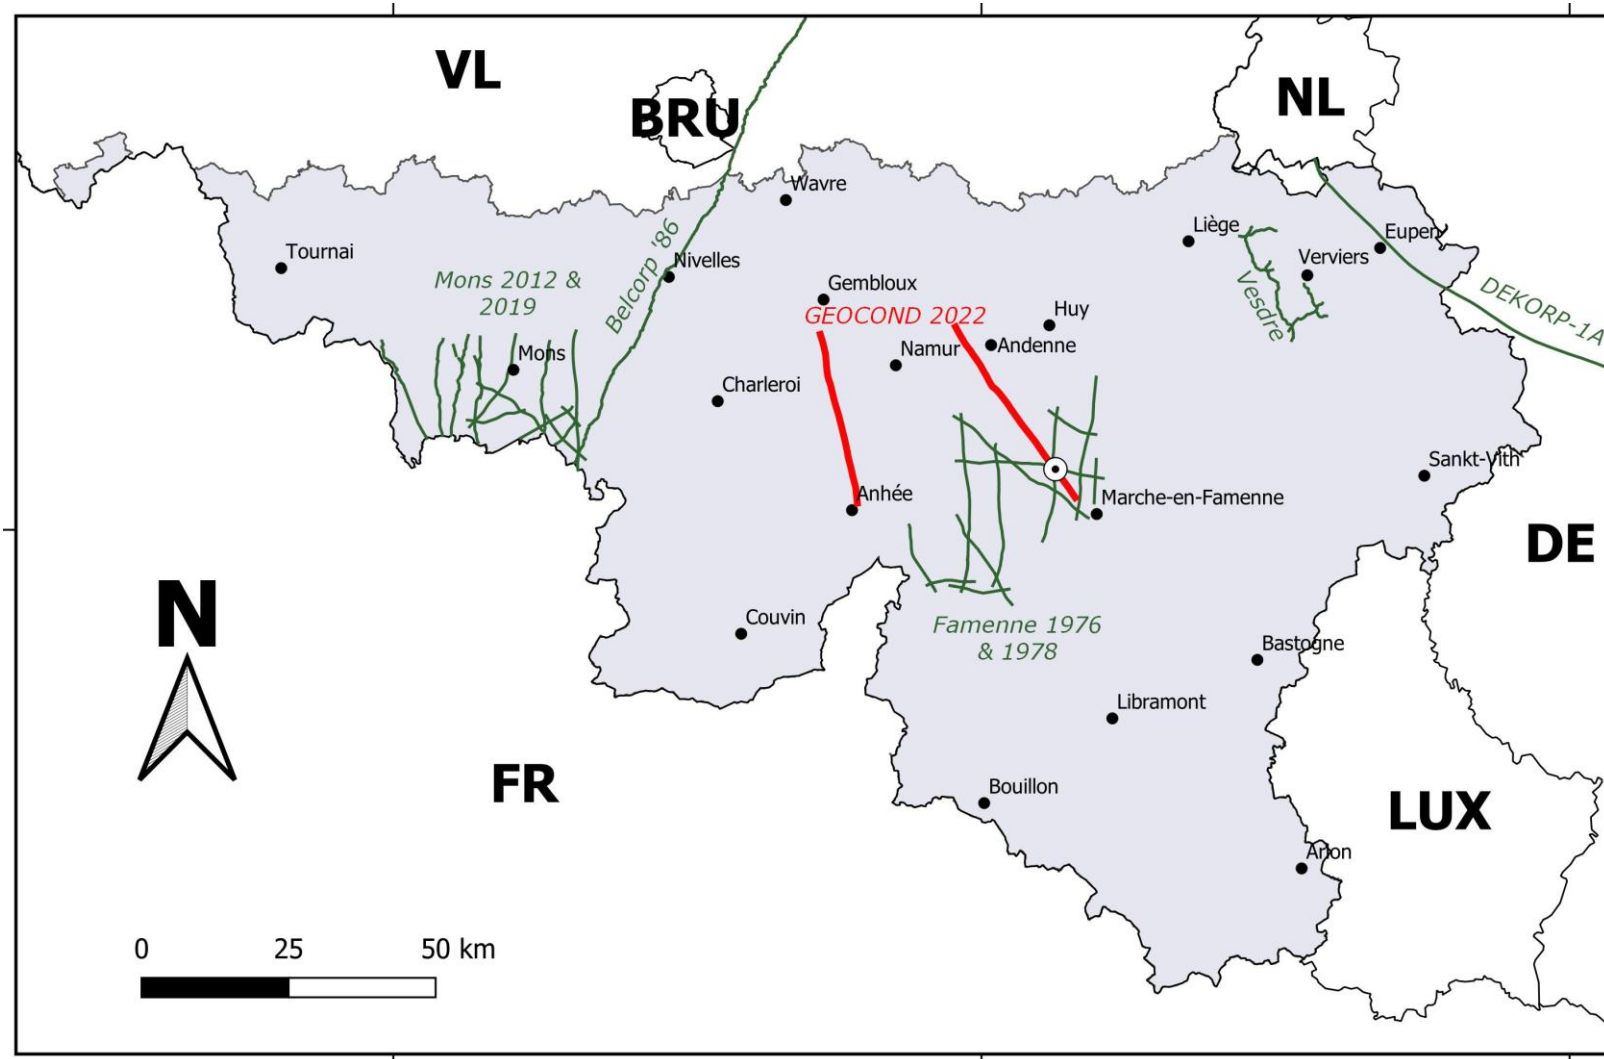 VL
BRU
NL
Wavre
Liège
Eupen
Tournai
Nivelles
Verviers
Belcorp '86
Mons 2012 &
2019
Gembloux
GEOCOND 2022
Vesdre
DEKORP-1A
Huy
Andenne
Namur
Mons
Charleroi
Sankt-Vith
Anhée
Marche-en-Famenne
DE
N
Couvin
Famenne 1976
& 1978
Bastogne
Libramont
FR
Bouillon
LUX
Arlon
0 25 50 km